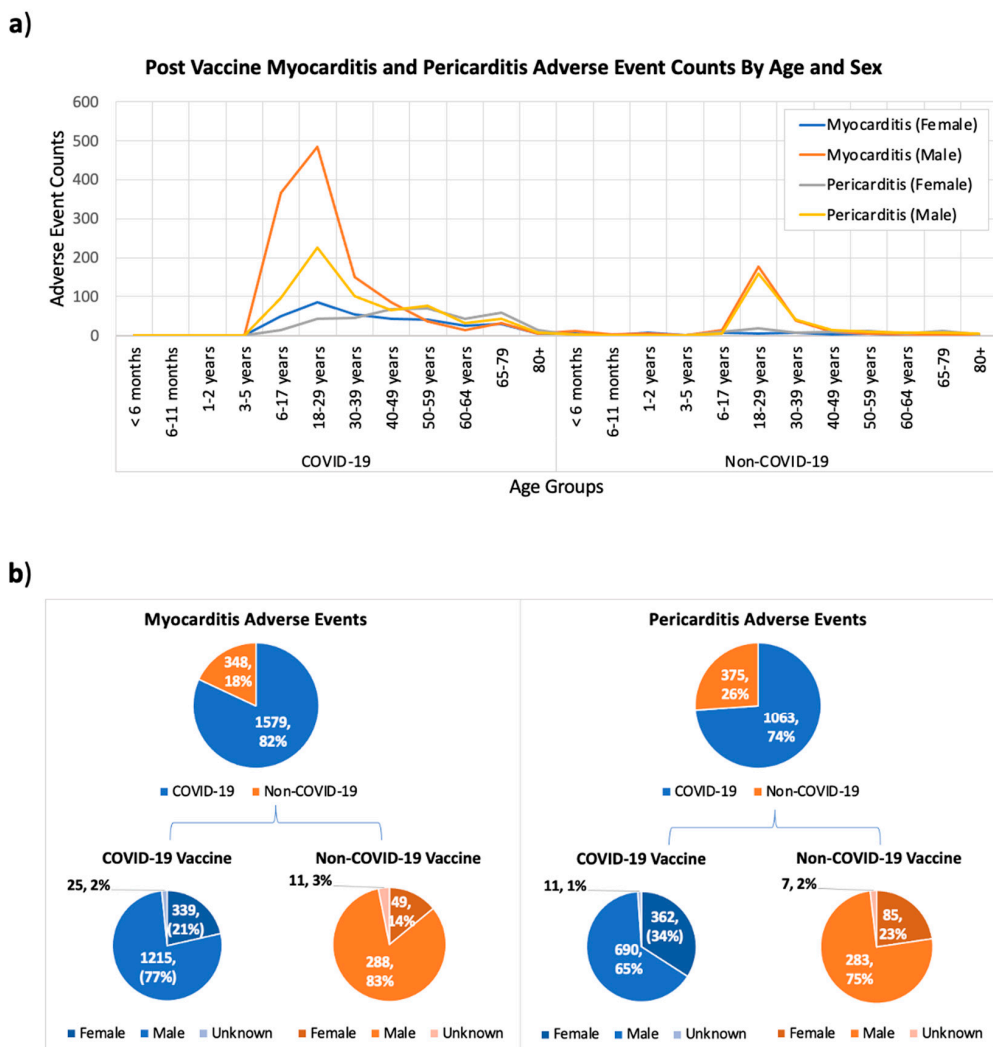 a)
Post Vaccine Myocarditis and Pericarditis Adverse Event Counts By Age and Sex
600
500
400
300
200
100
0
Adverse Event Counts
Myocarditis (Female)
Myocarditis (Male)
Pericarditis (Female)
Pericarditis (Male)
< 6 months
6-11 months
1-2 years
3-5 years
6-17 years
18-29 years
30-39 years
40-49 years
50-59 years
60-64 years
65-79
80+
< 6 months
6-11 months
1-2 years
3-5 years
6-17 years
18-29 years
30-39 years
40-49 years
50-59 years
60-64 years
65-79
80+
COVID-19
Non-COVID-19
Age Groups
b)
Myocarditis Adverse Events
348,
18%
1579,
82%
COVID-19 Non-COVID-19
COVID-19 Vaccine
25, 2%
339,
(21%)
1215,
(77%)
Female Male Unknown
Non-COVID-19 Vaccine
11, 3%
49,
14%
288,
83%
Female Male Unknown
Pericarditis Adverse Events
375,
26%
1063,
74%
COVID-19 Non-COVID-19
COVID-19 Vaccine
11, 1%
362,
(34%)
690,
65%
Female Male Unknown
Non-COVID-19 Vaccine
7, 2%
85,
23%
283,
75%
Female Male Unknown